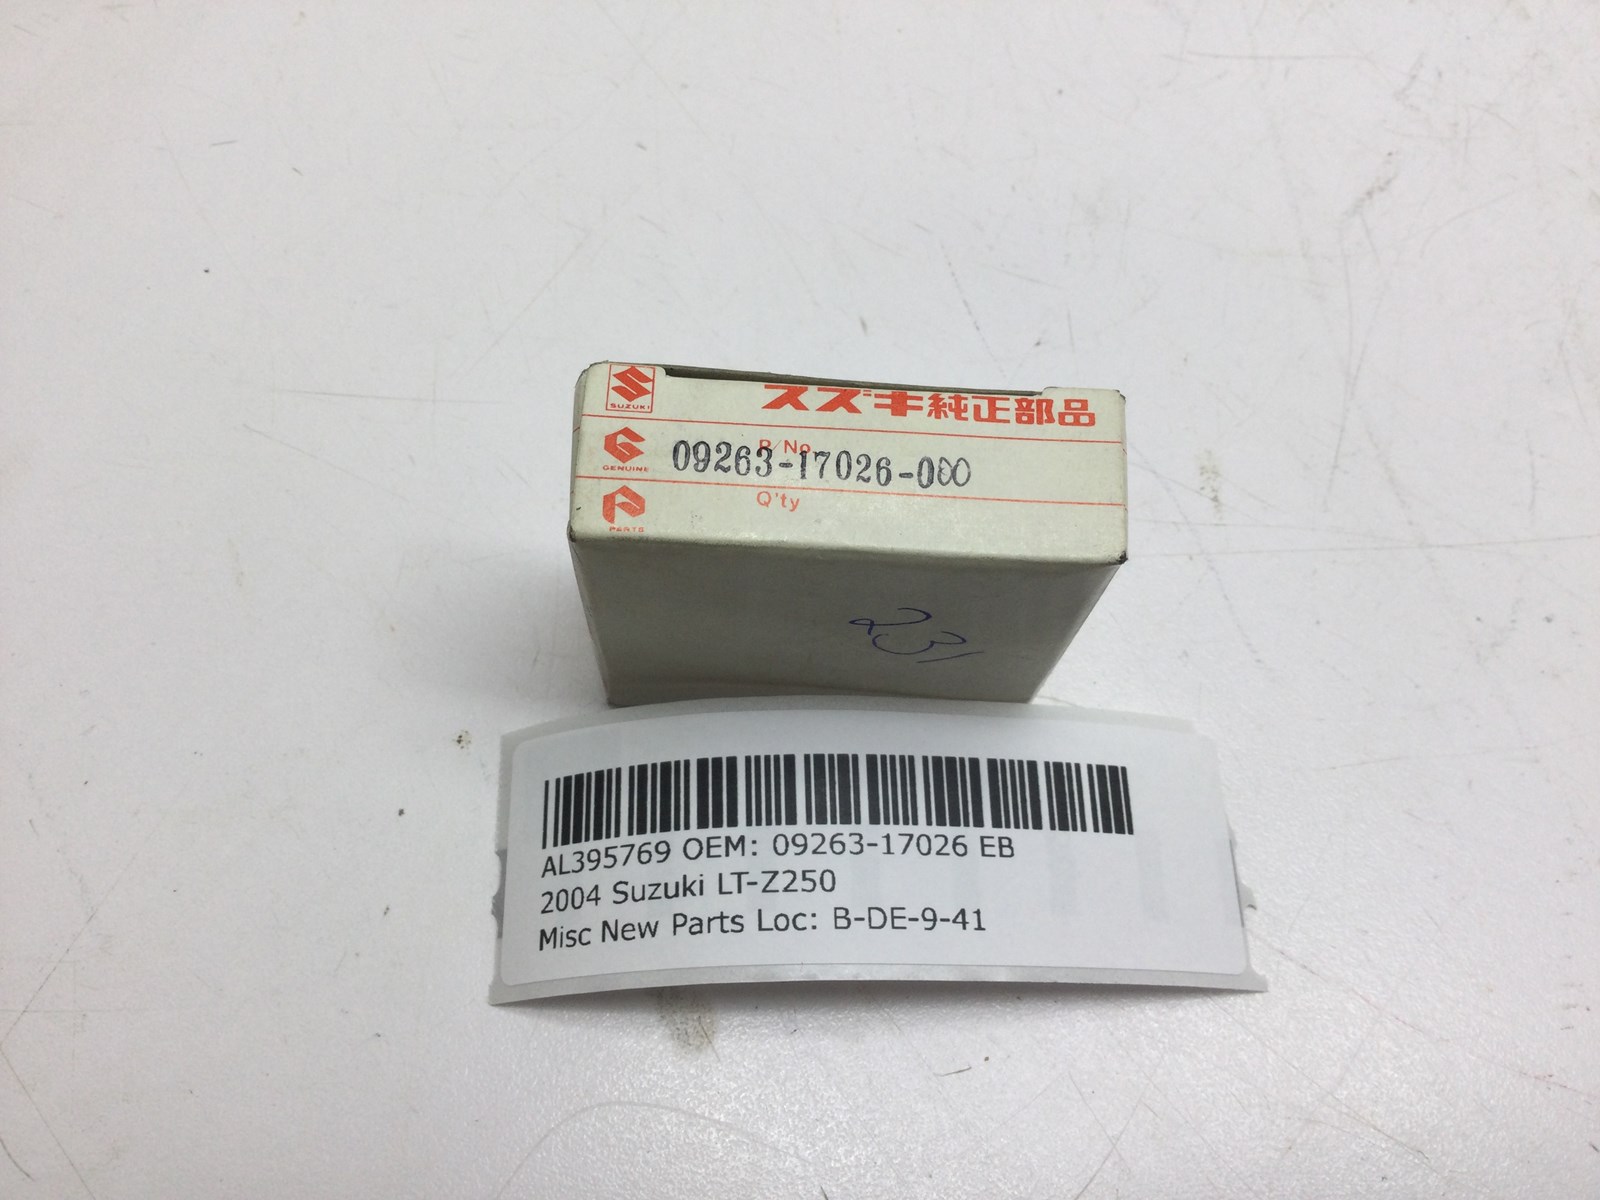 SUZUKI
スズキ純正部品
GENUINE
P/No
09263-17026-000
PARTS
Q'ty
231
AL395769 OEM: 09263-17026 EB
2004 Suzuki LT-Z250
Misc New Parts Loc: B-DE-9-41